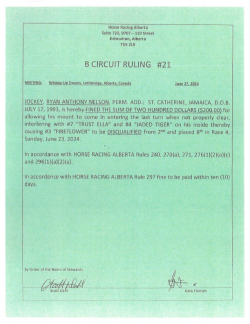 Horse Racing Alberta
Suite 720, 9707 – 110 Street
Edmonton, Alberta
T5K 2L9
B CIRCUIT RULING #21
MEETING: Whoop-Up Downs, Lethbridge, Alberta, Canada June 27, 2024
JOCKEY, RYAN ANTHONY NELSON, PERM. ADD.: ST. CATHERINE, JAMAICA, D.O.B.
JULY 17, 1993, is hereby FINED THE SUM OF TWO HUNDRED DOLLARS ($200.00) for
allowing his mount to come in entering the last turn when not properly clear,
interfering with #7 "TRUST ELLA" and #4 "JADED TIGER" on his inside thereby
causing #3 "FIREFLOWER" to be DISQUALIFIED from 2nd and placed 8th in Race 4,
Sunday, June 23, 2024.
In accordance with HORSE RACING ALBERTA Rules 240, 270(a), 271, 276(1)(2)(a)(c)
and 296(1)(a)(2)(a).
In accordance with HORSE RACING ALBERTA Rule 297 fine to be paid within ten (10)
days.
by Order of the Board of Stewards